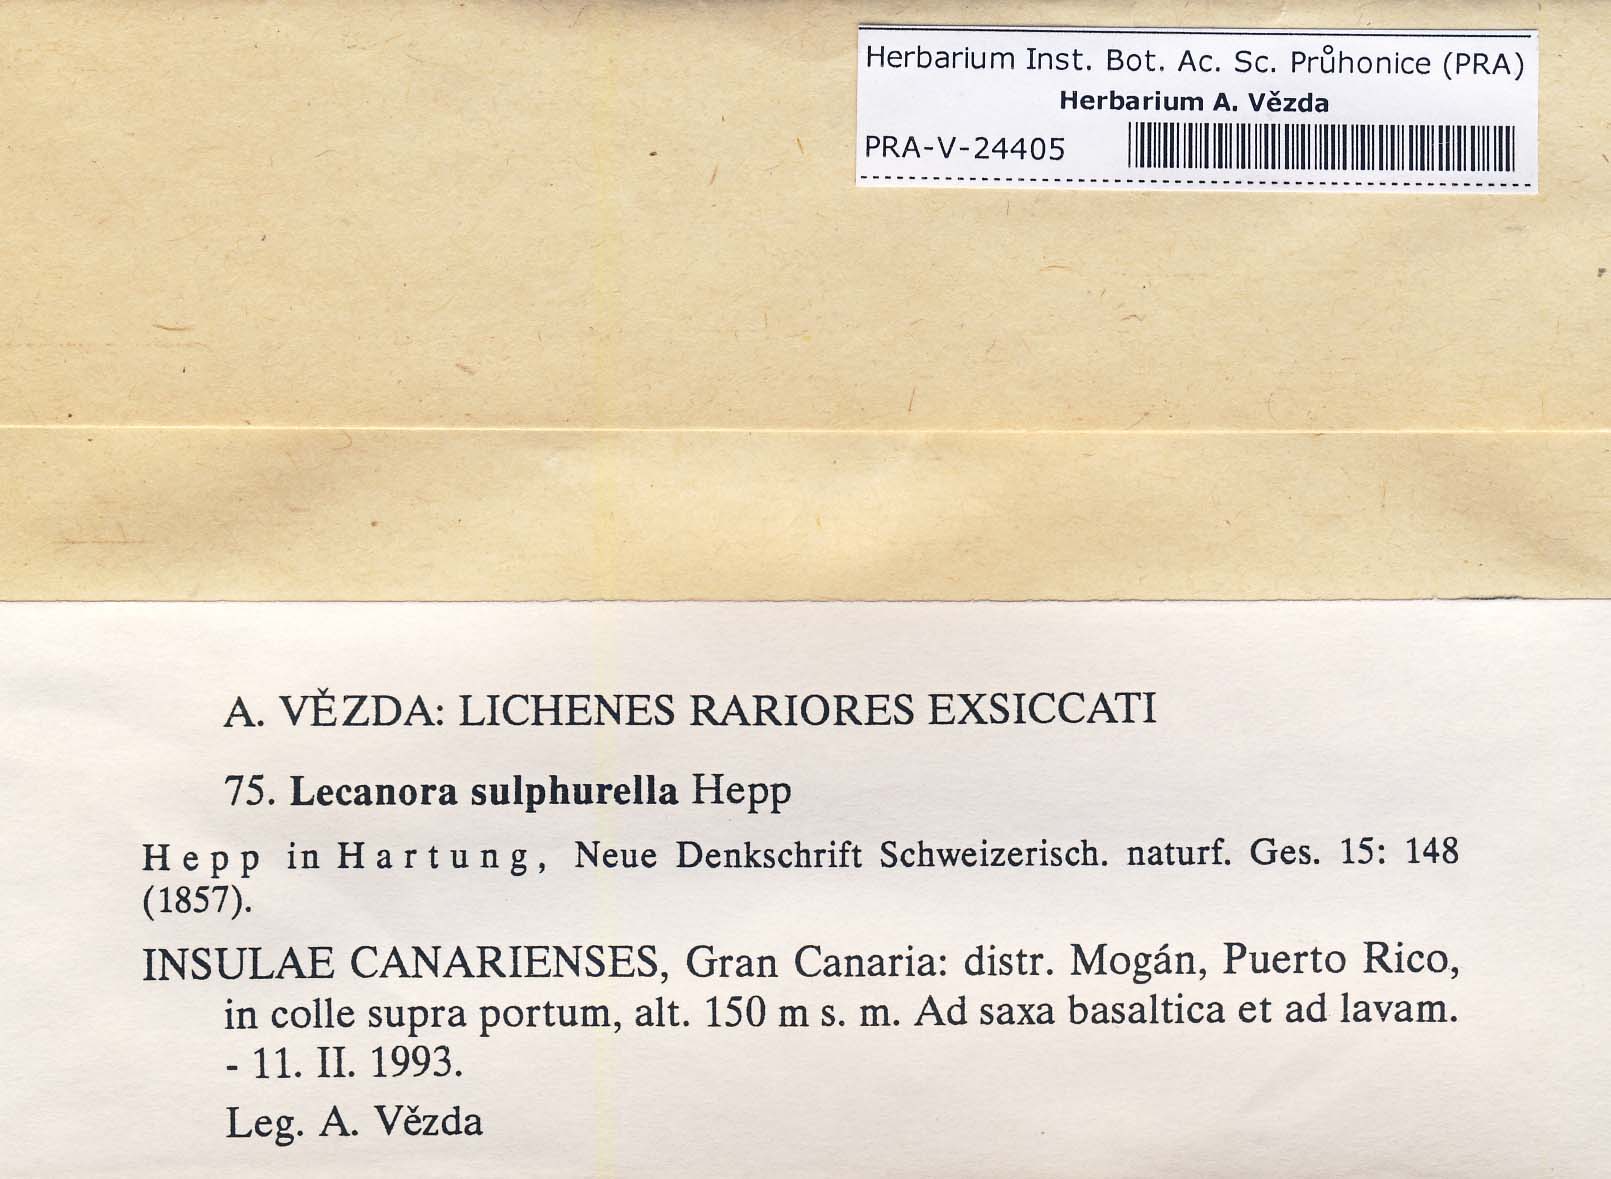 Herbarium Inst. Bot. Ac. Sc. Průhonice (PRA)
Herbarium A. Vězda
PRA-V-24405
A. VĚZDA: LICHENES RARIORES EXSICCATI
75. Lecanora sulphurella Hepp
Hepp in Hartung, Neue Denkschrift Schweizerisch. naturf. Ges. 15: 148
(1857).
INSULAE CANARIENSES, Gran Canaria: distr. Mogán, Puerto Rico,
in colle supra portum, alt. 150 m s. m. Ad saxa basaltica et ad lavam.
- 11. II. 1993.
Leg. A. Vězda